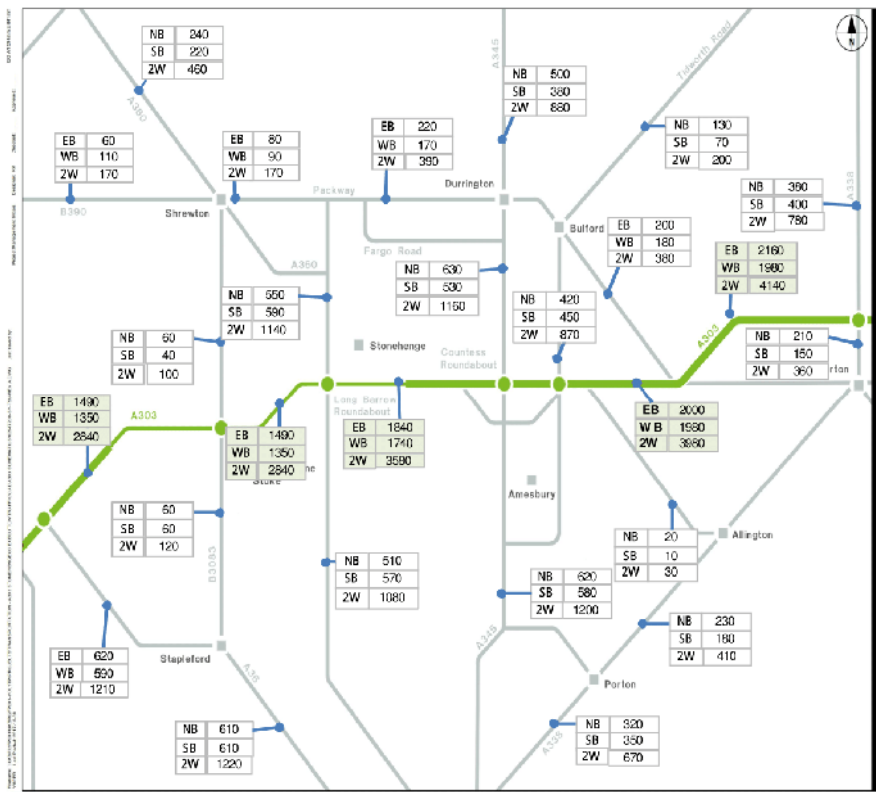 NB 240
SB 220
2W 460
A360
A345
NB 500
SB 380
2W 880
Tidworth Road
N
EB 60
WB 110
2W 170
EB 80
WB 90
2W 170
EB 220
WB 170
2W 390
NB 130
SB 70
2W 200
A338
NB 380
SB 400
2W 780
B390
Shrewton
Packway
Durrington
Bulford
EB 200
WB 180
2W 380
EB 2160
WB 1980
2W 4140
Fargo Road
A360
NB 630
SB 530
2W 1160
NB 550
SB 590
2W 1140
NB 420
SB 450
2W 870
NB 60
SB 40
2W 100
Stonehenge
Countess
Roundabout
A303
NB 210
SB 150
2W 360
rton
EB 1490
WB 1350
2W 2840
A303
Long Barrow
Roundabout
EB 1490
WB 1350
2W 2840
ne
Stoke
EB 1840
WB 1740
2W 3580
EB 2000
WB 1980
2W 3980
Amesbury
NB 60
SB 60
2W 120
B3083
NB 20
SB 10
2W 30
Allington
NB 510
SB 570
2W 1080
NB 620
SB 580
2W 1200
NB 230
SB 180
2W 410
EB 620
WB 590
2W 1210
Stapleford
A36
A345
Porton
NB 610
SB 610
2W 1220
A338
NB 320
SB 350
2W 670